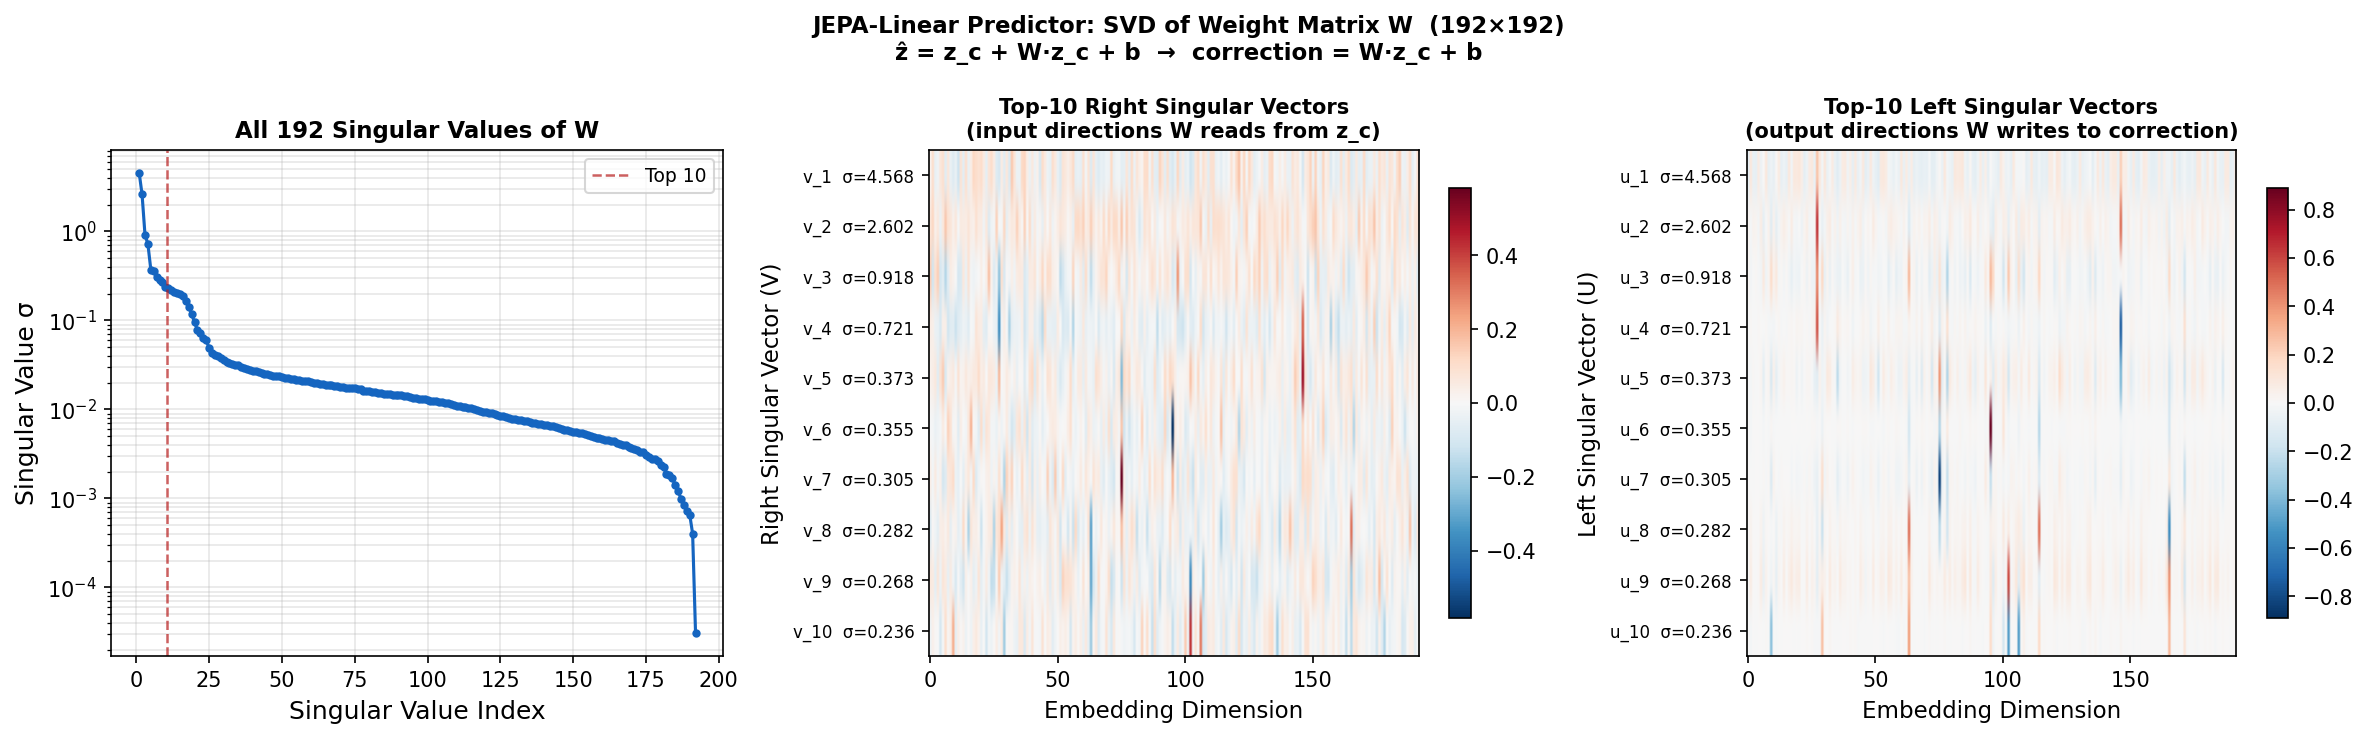 JEPA-Linear Predictor: SVD of Weight Matrix W  (192×192)
ẑ = z_c + W·z_c + b  →  correction = W·z_c + b
All 192 Singular Values of W
Top 10
Singular Value σ
10⁰
10⁻¹
10⁻²
10⁻³
10⁻⁴
0 25 50 75 100 125 150 175 200
Singular Value Index
Top-10 Right Singular Vectors
(input directions W reads from z_c)
Right Singular Vector (V)
v_1  σ=4.568
v_2  σ=2.602
v_3  σ=0.918
v_4  σ=0.721
v_5  σ=0.373
v_6  σ=0.355
v_7  σ=0.305
v_8  σ=0.282
v_9  σ=0.268
v_10  σ=0.236
0 50 100 150
Embedding Dimension
0.4
0.2
0.0
−0.2
−0.4
Top-10 Left Singular Vectors
(output directions W writes to correction)
Left Singular Vector (U)
u_1  σ=4.568
u_2  σ=2.602
u_3  σ=0.918
u_4  σ=0.721
u_5  σ=0.373
u_6  σ=0.355
u_7  σ=0.305
u_8  σ=0.282
u_9  σ=0.268
u_10  σ=0.236
0 50 100 150
Embedding Dimension
0.8
0.6
0.4
0.2
0.0
−0.2
−0.4
−0.6
−0.8